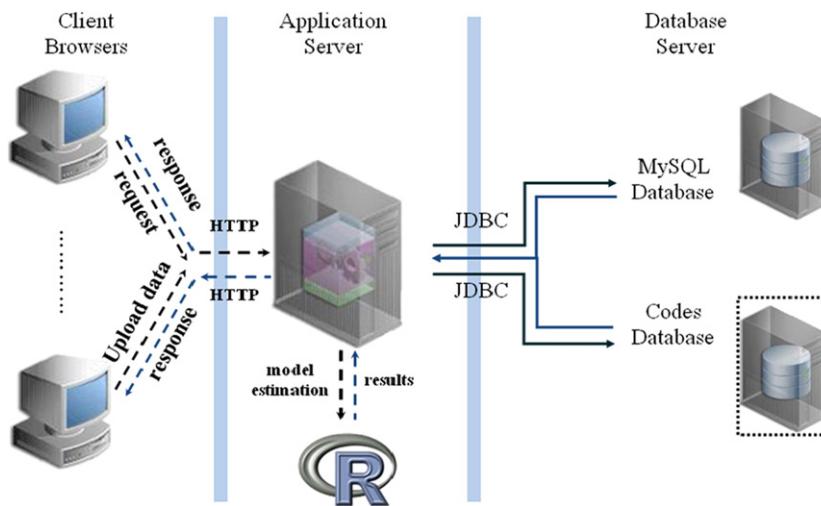 Client
Browsers
Application
Server
Database
Server
response
request
HTTP
HTTP
Upload data
response
JDBC
JDBC
MySQL
Database
Codes
Database
model
estimation
results
R